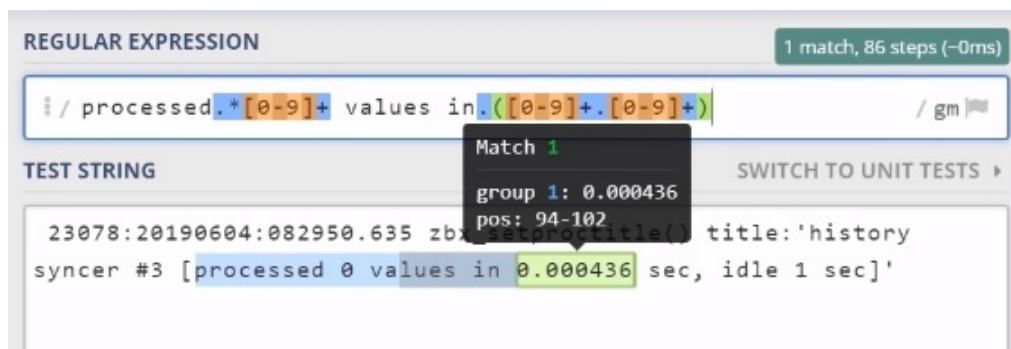 REGULAR EXPRESSION
1 match, 86 steps (~0ms)
/ processed.*[0-9]+ values in.([0-9]+.[0-9]+) / gm
Match 1
TEST STRING
SWITCH TO UNIT TESTS
group 1: 0.000436
pos: 94-102
23078:20190604:082950.635 zbx_setproctitle() title:'history
syncer #3 [processed 0 values in 0.000436 sec, idle 1 sec]'